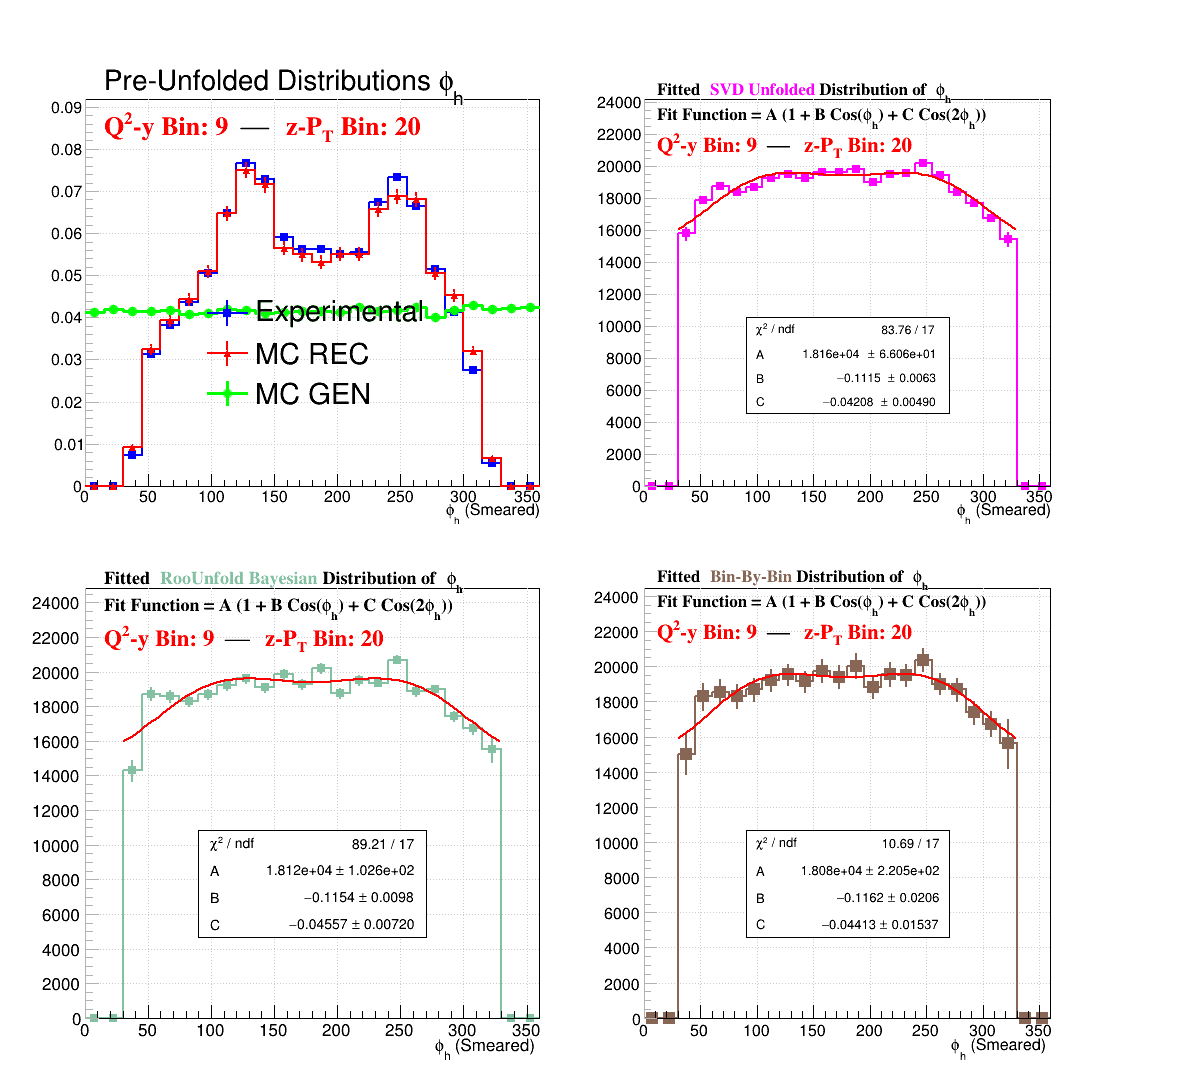 Pre-Unfolded Distributions ϕh
Q²-y Bin: 9 — z-PT Bin: 20
0.09
0.08
0.07
0.06
0.05
0.04
0.03
0.02
0.01
0
Experimental
MC REC
MC GEN
0 50 100 150 200 250 300 350
ϕh (Smeared)
Fitted SVD Unfolded Distribution of ϕh
Fit Function = A (1 + B Cos(ϕh) + C Cos(2ϕh))
Q²-y Bin: 9 — z-PT Bin: 20
24000
22000
20000
18000
16000
14000
12000
10000
8000
6000
4000
2000
0
χ² / ndf 83.76 / 17
A 1.816e+04 ± 6.606e+01
B −0.1115 ± 0.0063
C −0.04208 ± 0.00490
0 50 100 150 200 250 300 350
ϕh (Smeared)
Fitted RooUnfold Bayesian Distribution of ϕh
Fit Function = A (1 + B Cos(ϕh) + C Cos(2ϕh))
Q²-y Bin: 9 — z-PT Bin: 20
24000
22000
20000
18000
16000
14000
12000
10000
8000
6000
4000
2000
0
χ² / ndf 89.21 / 17
A 1.812e+04 ± 1.026e+02
B −0.1154 ± 0.0098
C −0.04557 ± 0.00720
0 50 100 150 200 250 300 350
ϕh (Smeared)
Fitted Bin-By-Bin Distribution of ϕh
Fit Function = A (1 + B Cos(ϕh) + C Cos(2ϕh))
Q²-y Bin: 9 — z-PT Bin: 20
24000
22000
20000
18000
16000
14000
12000
10000
8000
6000
4000
2000
0
χ² / ndf 10.69 / 17
A 1.808e+04 ± 2.205e+02
B −0.1162 ± 0.0206
C −0.04413 ± 0.01537
0 50 100 150 200 250 300 350
ϕh (Smeared)